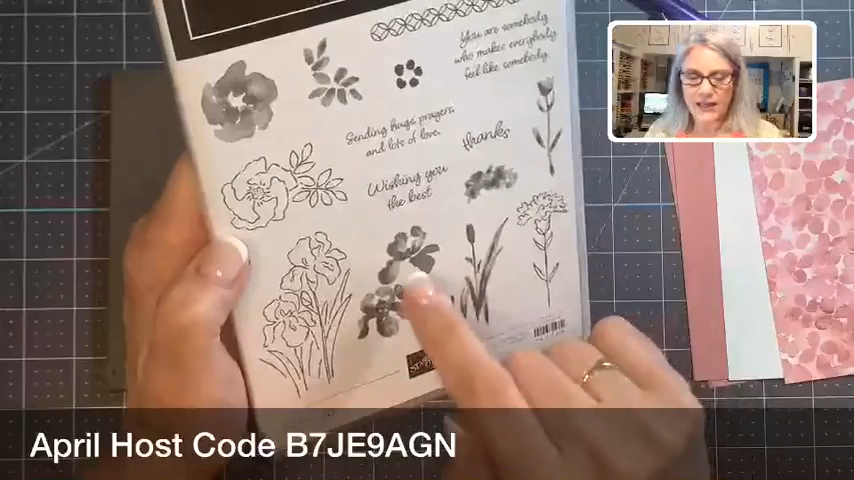 You are somebody
who makes everybody
feel like somebody.
Sending hugs, prayers,
and lots of love.
thanks
Wishing you
the best
April Host Code B7JE9AGN